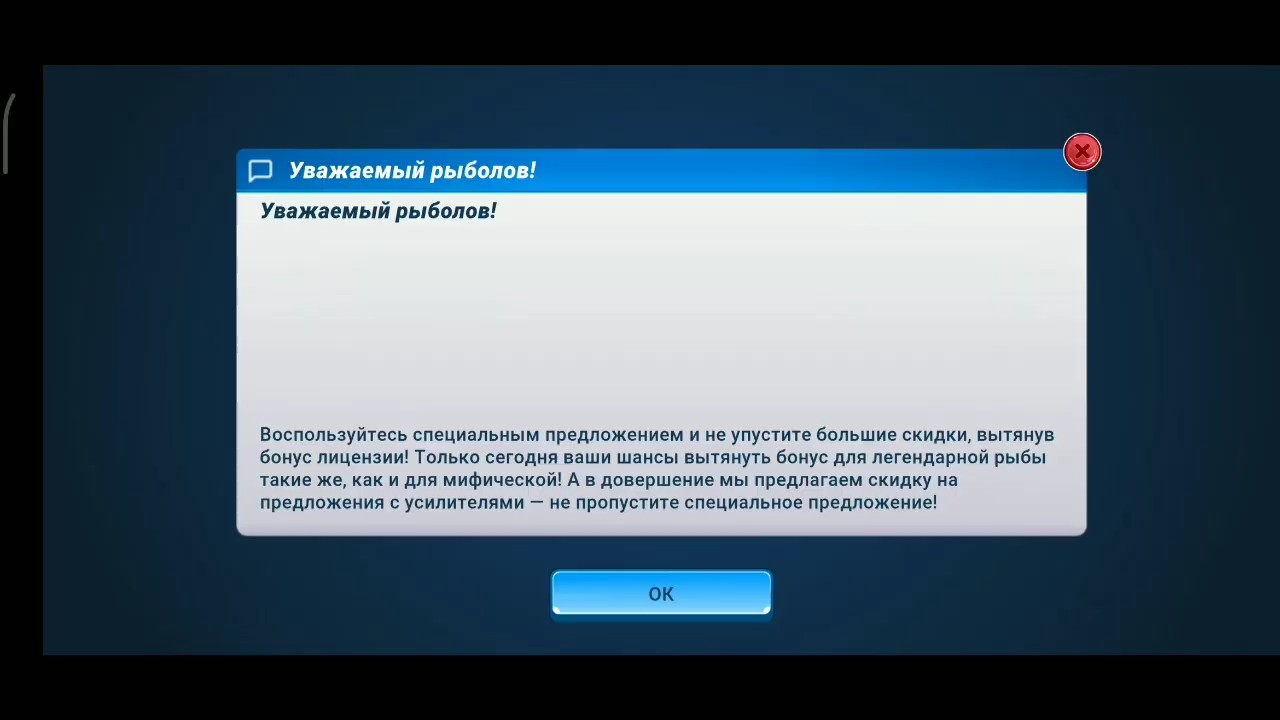 Уважаемый рыболов!
Уважаемый рыболов!
Воспользуйтесь специальным предложением и не упустите большие скидки, вытянув
бонус лицензии! Только сегодня ваши шансы вытянуть бонус для легендарной рыбы
такие же, как и для мифической! А в довершение мы предлагаем скидку на
предложения с усилителями — не пропустите специальное предложение!
ОК